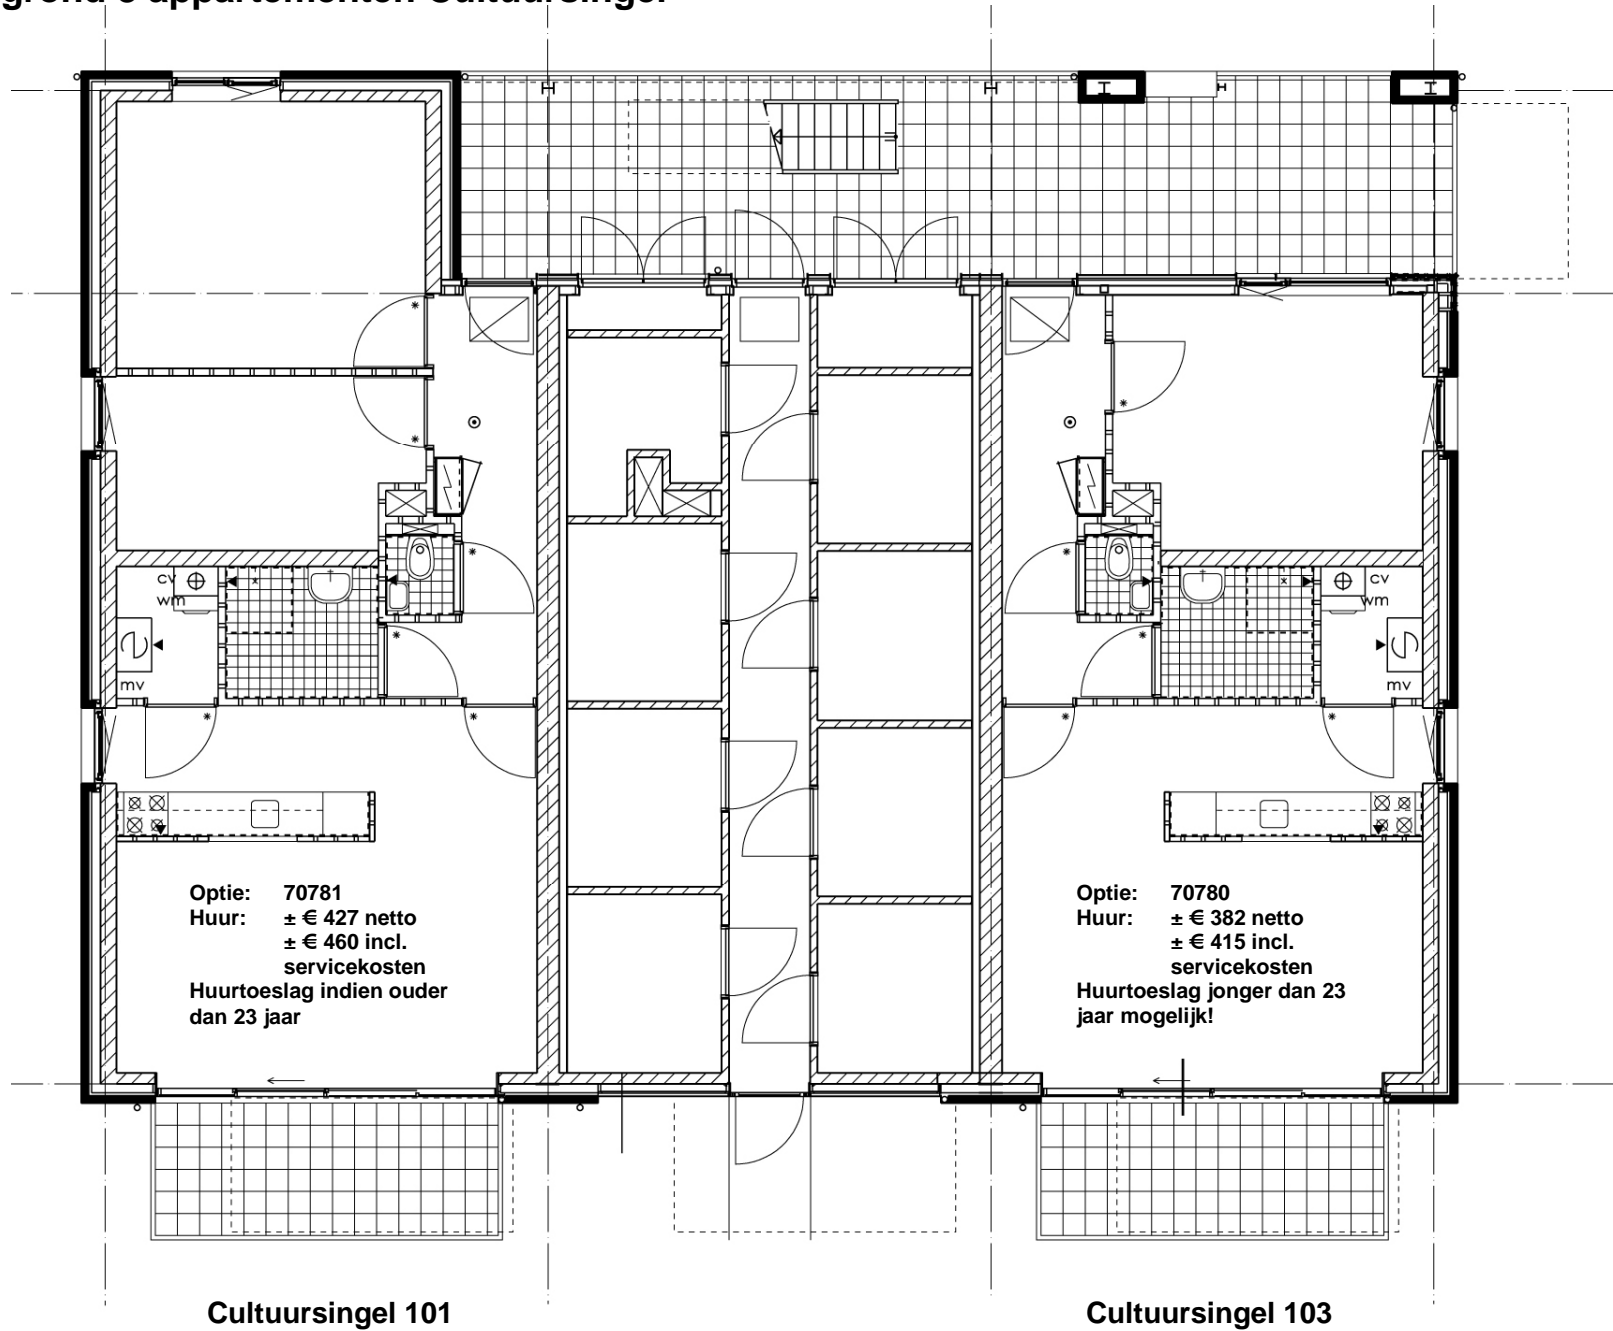 appartementen Cultuursingel
cv
wm
mv
cv
wm
mv
Optie: 70781
Huur: ± € 427 netto
± € 460 incl.
servicekosten
Huurtoeslag indien ouder
dan 23 jaar
Optie: 70780
Huur: ± € 382 netto
± € 415 incl.
servicekosten
Huurtoeslag jonger dan 23
jaar mogelijk!
Cultuursingel 101
Cultuursingel 103